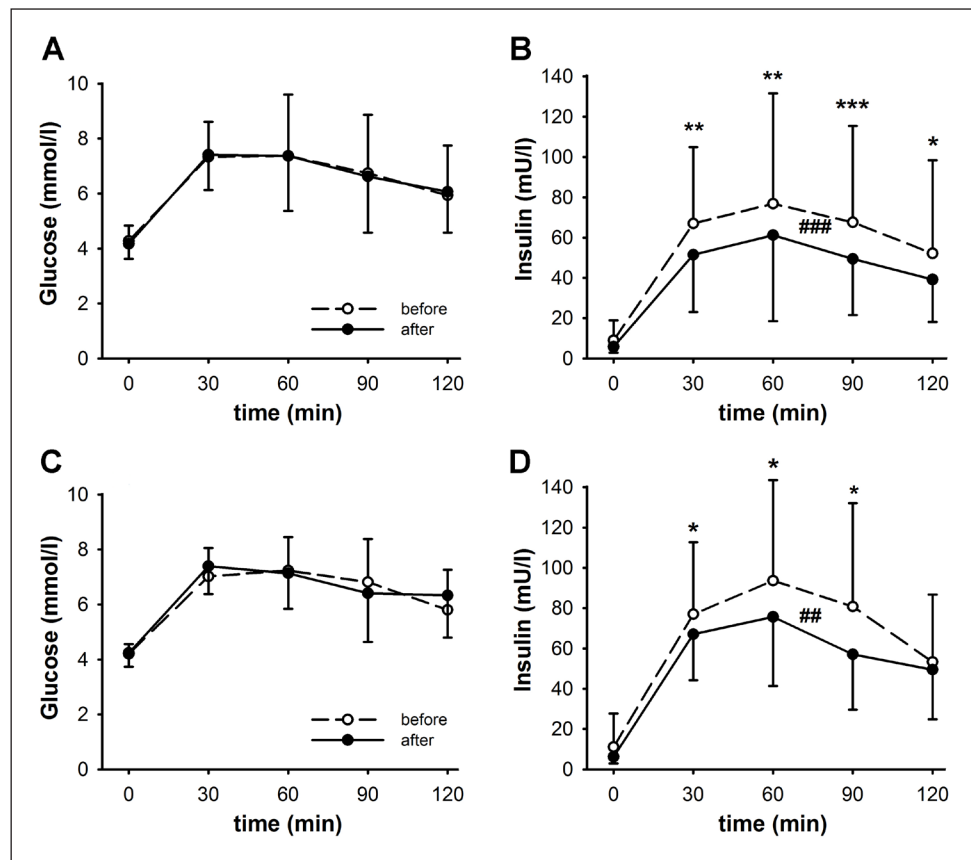 A
Glucose (mmol/l)
10
8
6
4
2
0
before
after
0 30 60 90 120
time (min)
B
Insulin (mU/l)
140
120
100
80
60
40
20
0
** ** *** *
###
0 30 60 90 120
time (min)
C
Glucose (mmol/l)
10
8
6
4
2
0
before
after
0 30 60 90 120
time (min)
D
Insulin (mU/l)
140
120
100
80
60
40
20
0
* * *
##
0 30 60 90 120
time (min)